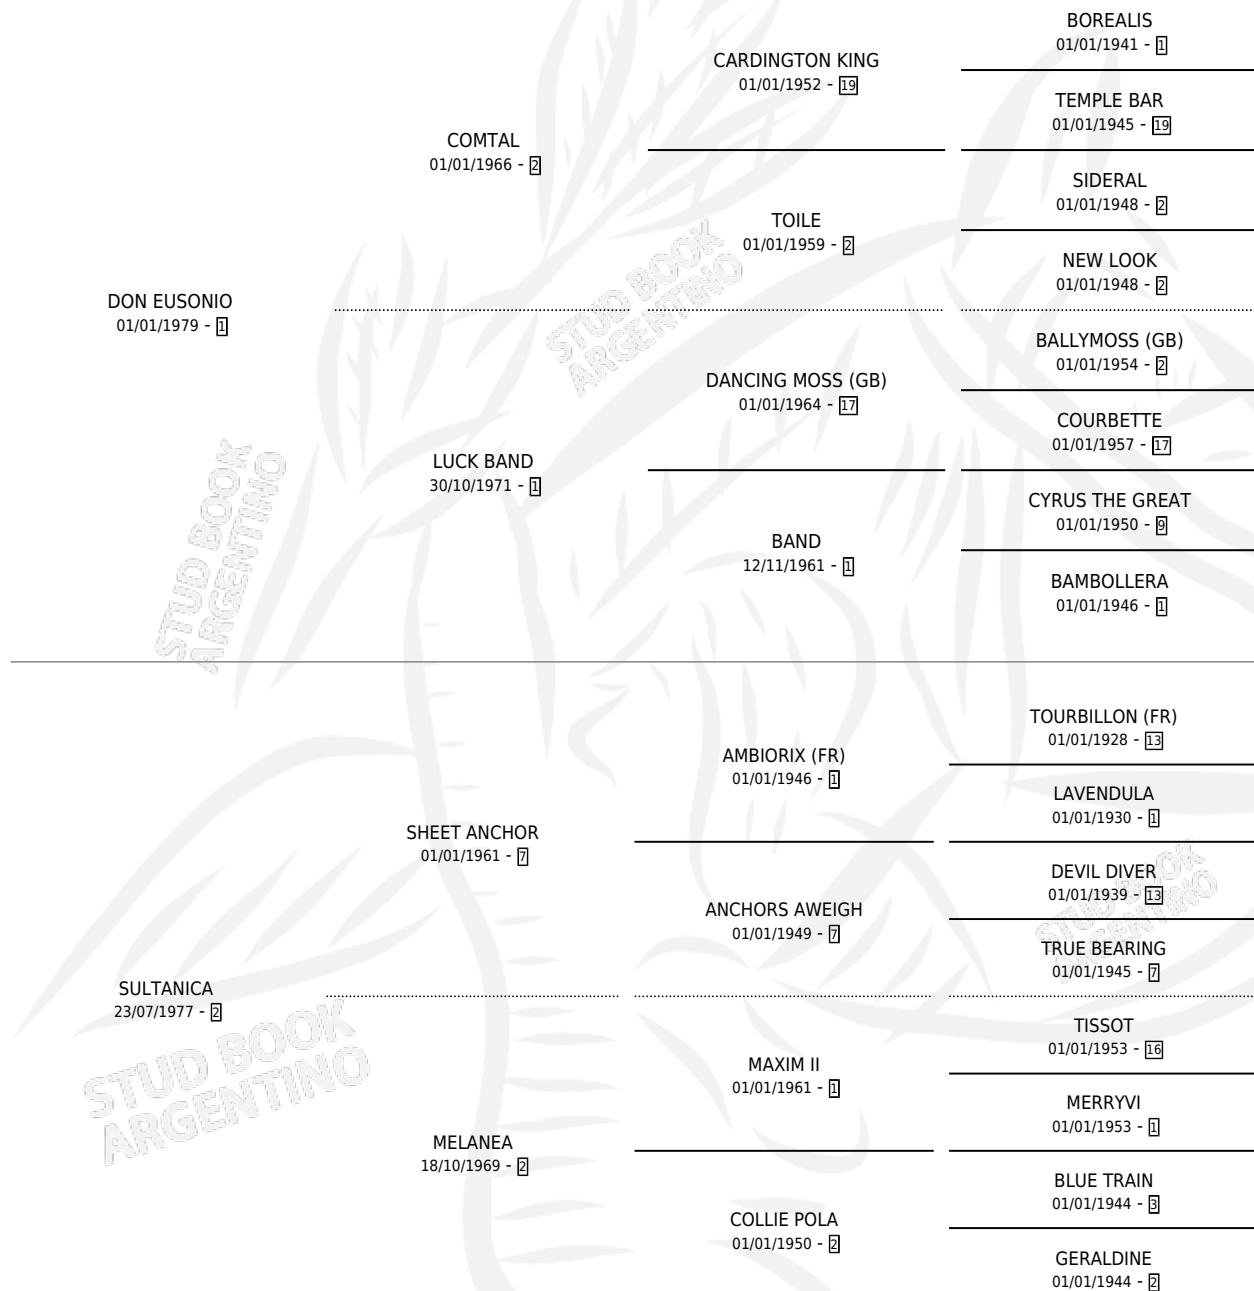 BOREALIS
01/01/1941 - 1
CARDINGTON KING
01/01/1952 - 19
TEMPLE BAR
01/01/1945 - 19
COMTAL
01/01/1966 - 2
SIDERAL
01/01/1948 - 2
TOILE
01/01/1959 - 2
NEW LOOK
01/01/1948 - 2
DON EUSONIO
01/01/1979 - 1
BALLYMOSS (GB)
01/01/1954 - 2
DANCING MOSS (GB)
01/01/1964 - 17
COURBETTE
01/01/1957 - 17
LUCK BAND
30/10/1971 - 1
CYRUS THE GREAT
01/01/1950 - 9
BAND
12/11/1961 - 1
BAMBOLLERA
01/01/1946 - 1
TOURBILLON (FR)
01/01/1928 - 13
AMBIORIX (FR)
01/01/1946 - 1
LAVENDULA
01/01/1930 - 1
SHEET ANCHOR
01/01/1961 - 7
DEVIL DIVER
01/01/1939 - 13
ANCHORS AWEIGH
01/01/1949 - 7
TRUE BEARING
01/01/1945 - 7
SULTANICA
23/07/1977 - 2
TISSOT
01/01/1953 - 16
MAXIM II
01/01/1961 - 1
MERRYVI
01/01/1953 - 1
MELANEA
18/10/1969 - 2
BLUE TRAIN
01/01/1944 - 3
COLLIE POLA
01/01/1950 - 2
GERALDINE
01/01/1944 - 2
STUD BOOK
ARGENTINO
STUD BOOK
ARGENTINO
STUD BOOK
ARGENTINO
STUD BOOK
ARGENTINO